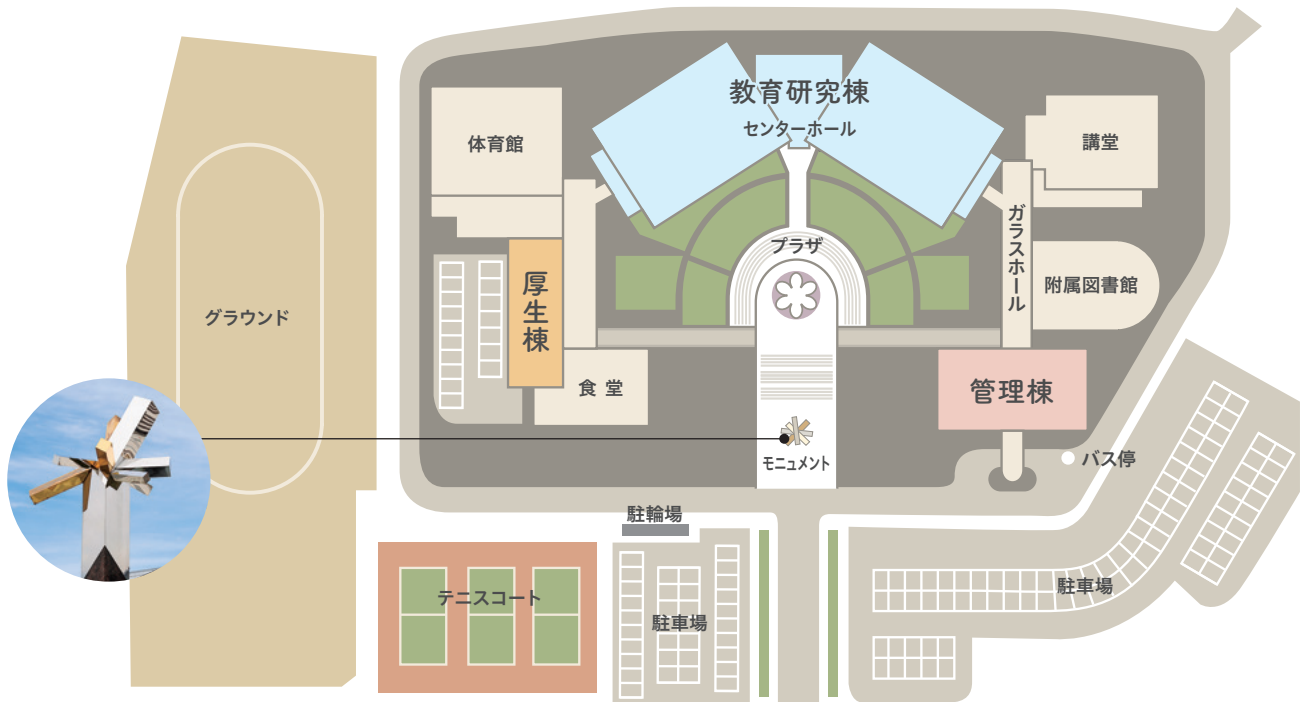 教育研究棟
センターホール
体育館
講堂
ガラスホール
プラザ
厚生棟
附属図書館
グラウンド
食堂
管理棟
モニュメント
バス停
駐輪場
テニスコート
駐車場
駐車場